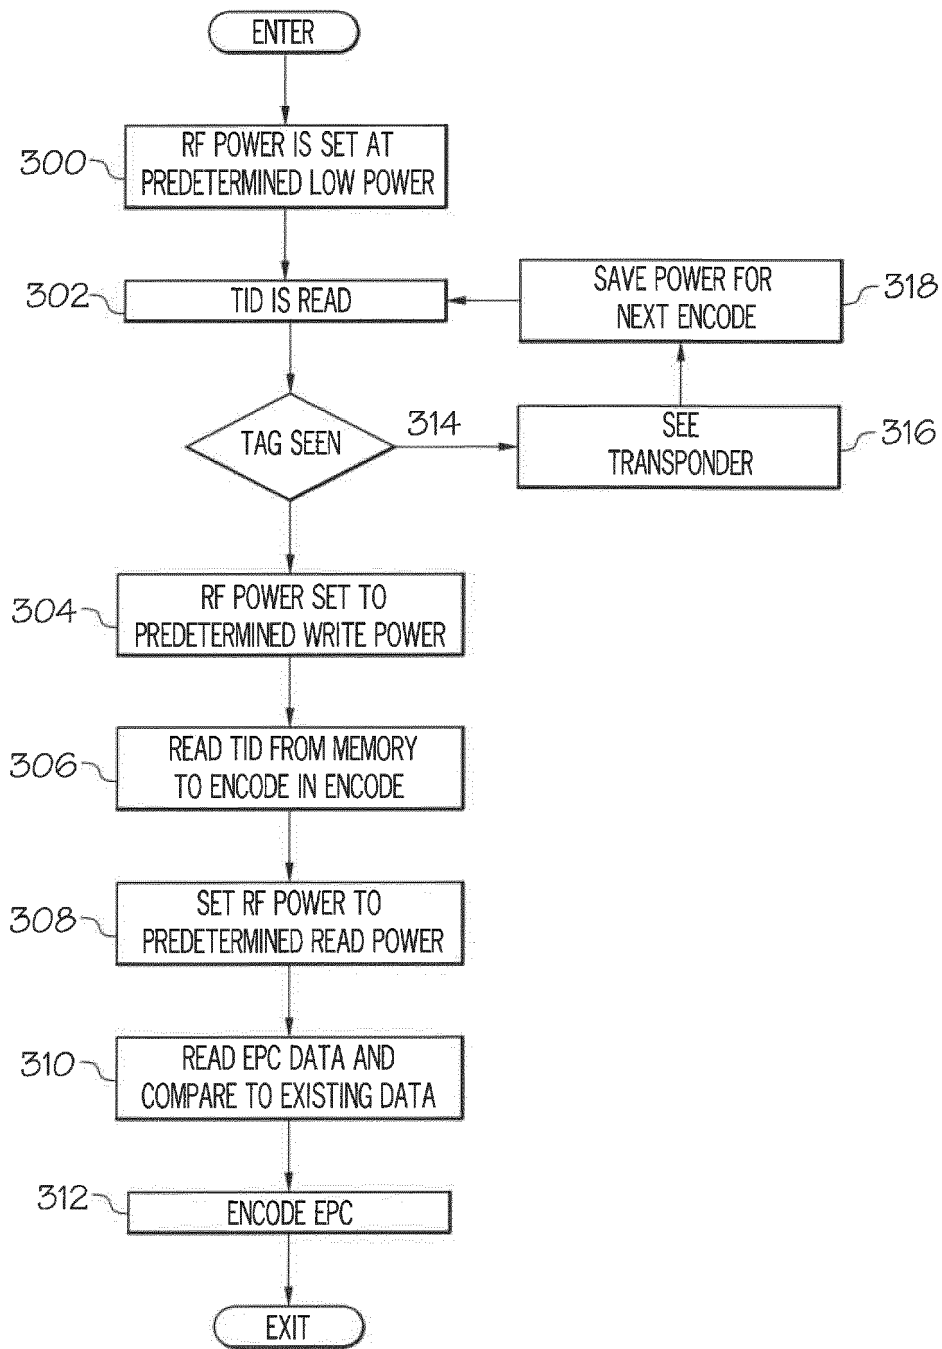 ENTER
300
RF POWER IS SET AT
PREDETERMINED LOW POWER
302
TID IS READ
SAVE POWER FOR
NEXT ENCODE
318
TAG SEEN
314
SEE
TRANSPONDER
316
304
RF POWER SET TO
PREDETERMINED WRITE POWER
306
READ TID FROM MEMORY
TO ENCODE IN ENCODE
308
SET RF POWER TO
PREDETERMINED READ POWER
310
READ EPC DATA AND
COMPARE TO EXISTING DATA
312
ENCODE EPC
EXIT